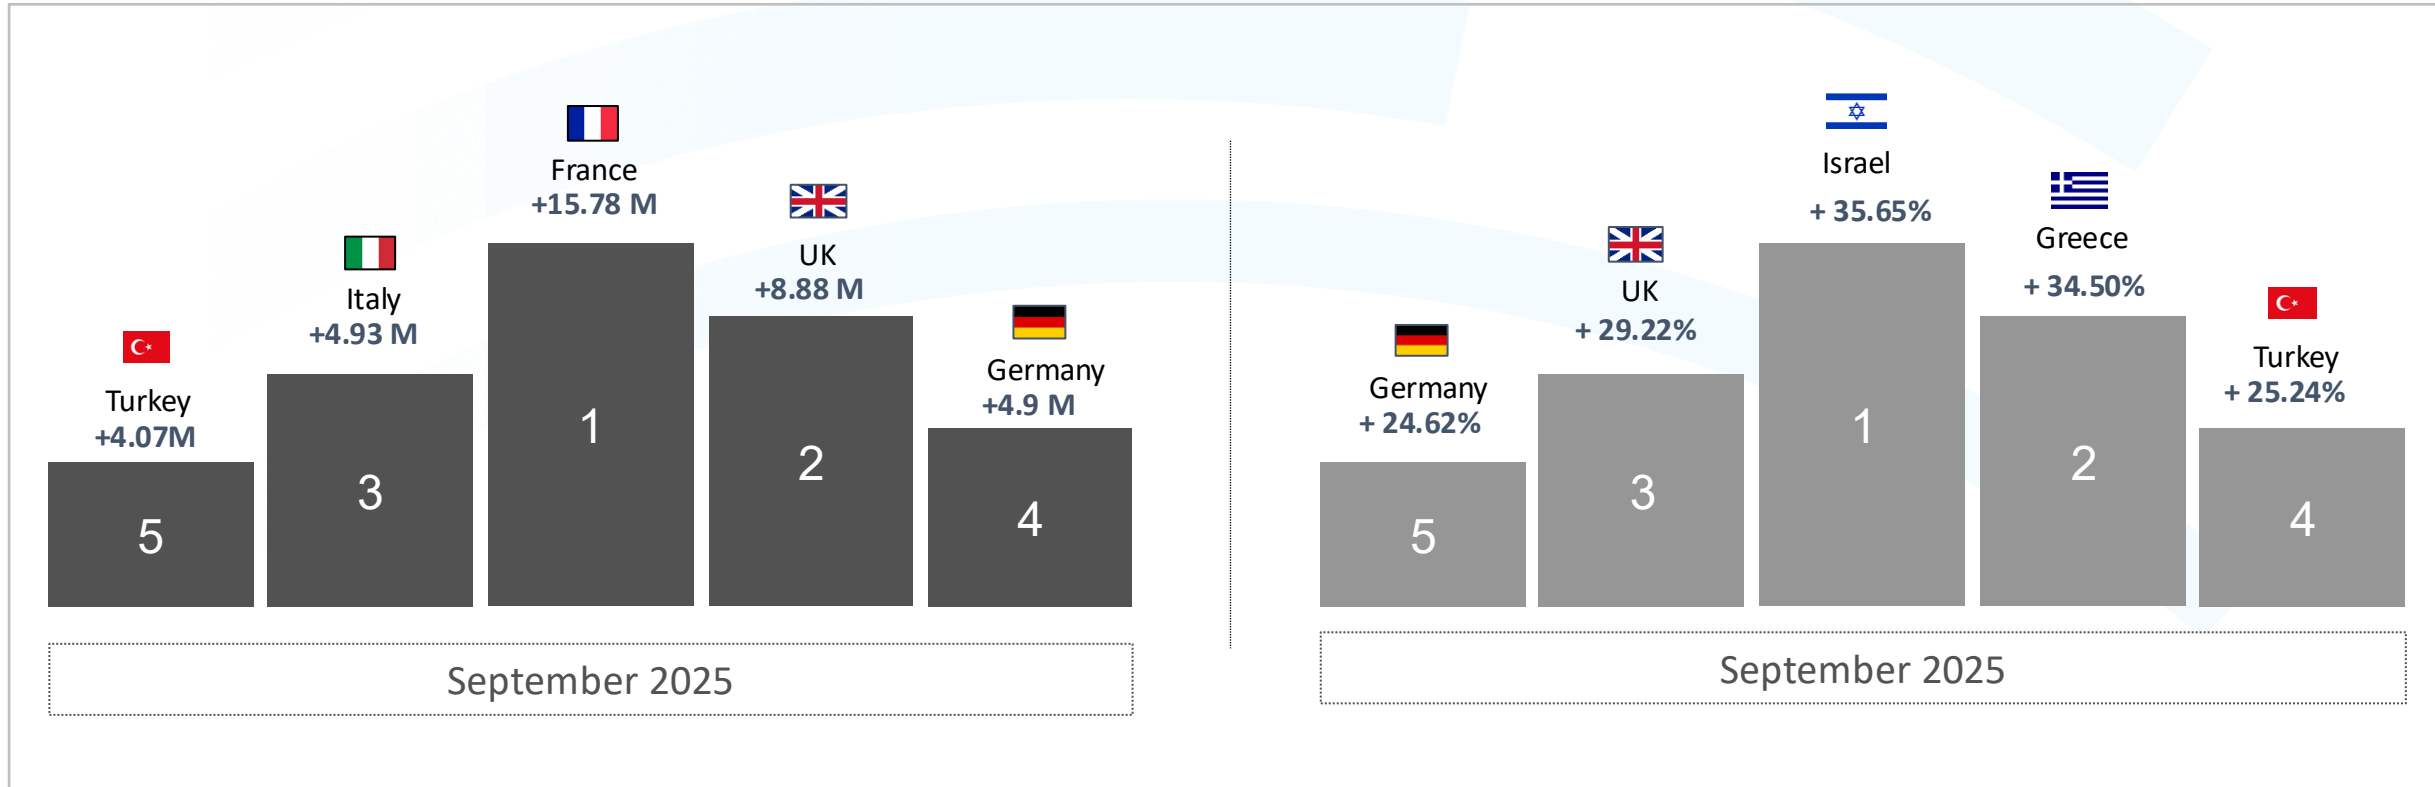 Turkey
+4.07M
5
Italy
+4.93 M
3
France
+15.78 M
1
UK
+8.88 M
2
Germany
+4.9 M
4
September 2025
Germany
+ 24.62%
5
UK
+ 29.22%
3
Israel
+ 35.65%
1
Greece
+ 34.50%
2
Turkey
+ 25.24%
4
September 2025